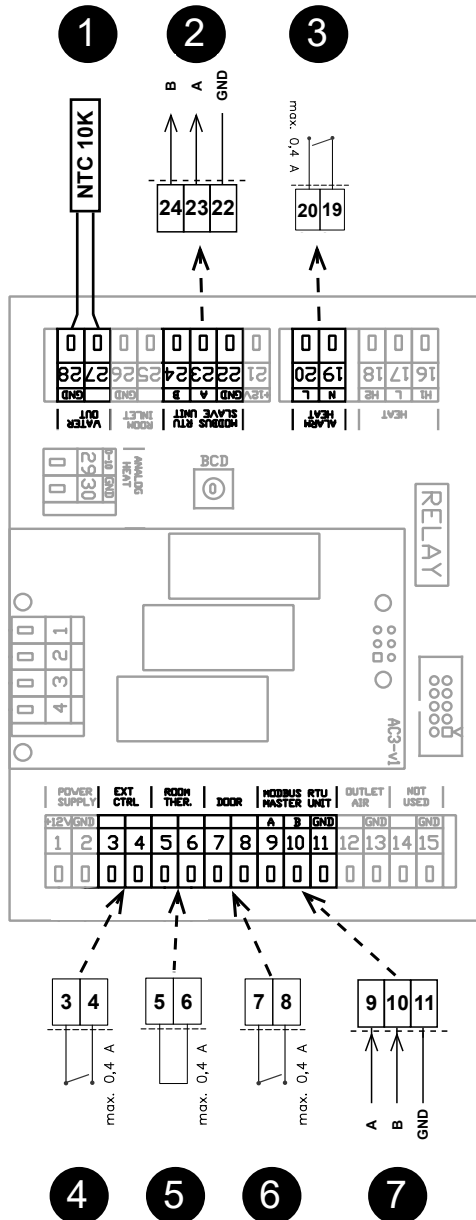 1 2 3
NTC 10K
B A GND
24 23 22
max. 0,4 A
20 19
28 27 26 25 24 23 22 21 20 19 18 17 16
GND GND B A GND +12V L N H2 L H1
VATER OUT
ROOM INLET
MODBUS RTU SLAVE UNIT
ALARM HEAT
HEAT
29 30
0-10 GND
ANALOG HEAT
BCD
0
RELAY
1
2
3
4
AC3-v1
POWER SUPPLY
EXT CTRL
ROOM THER.
DOOR
MODBUS RTU MASTER UNIT
OUTLET AIR
NOT USED
+12V GND A B GND GND GND
1 2 3 4 5 6 7 8 9 10 11 12 13 14 15
3 4
max. 0,4 A
5 6
max. 0,4 A
7 8
max. 0,4 A
9 10 11
A B GND
4 5 6 7